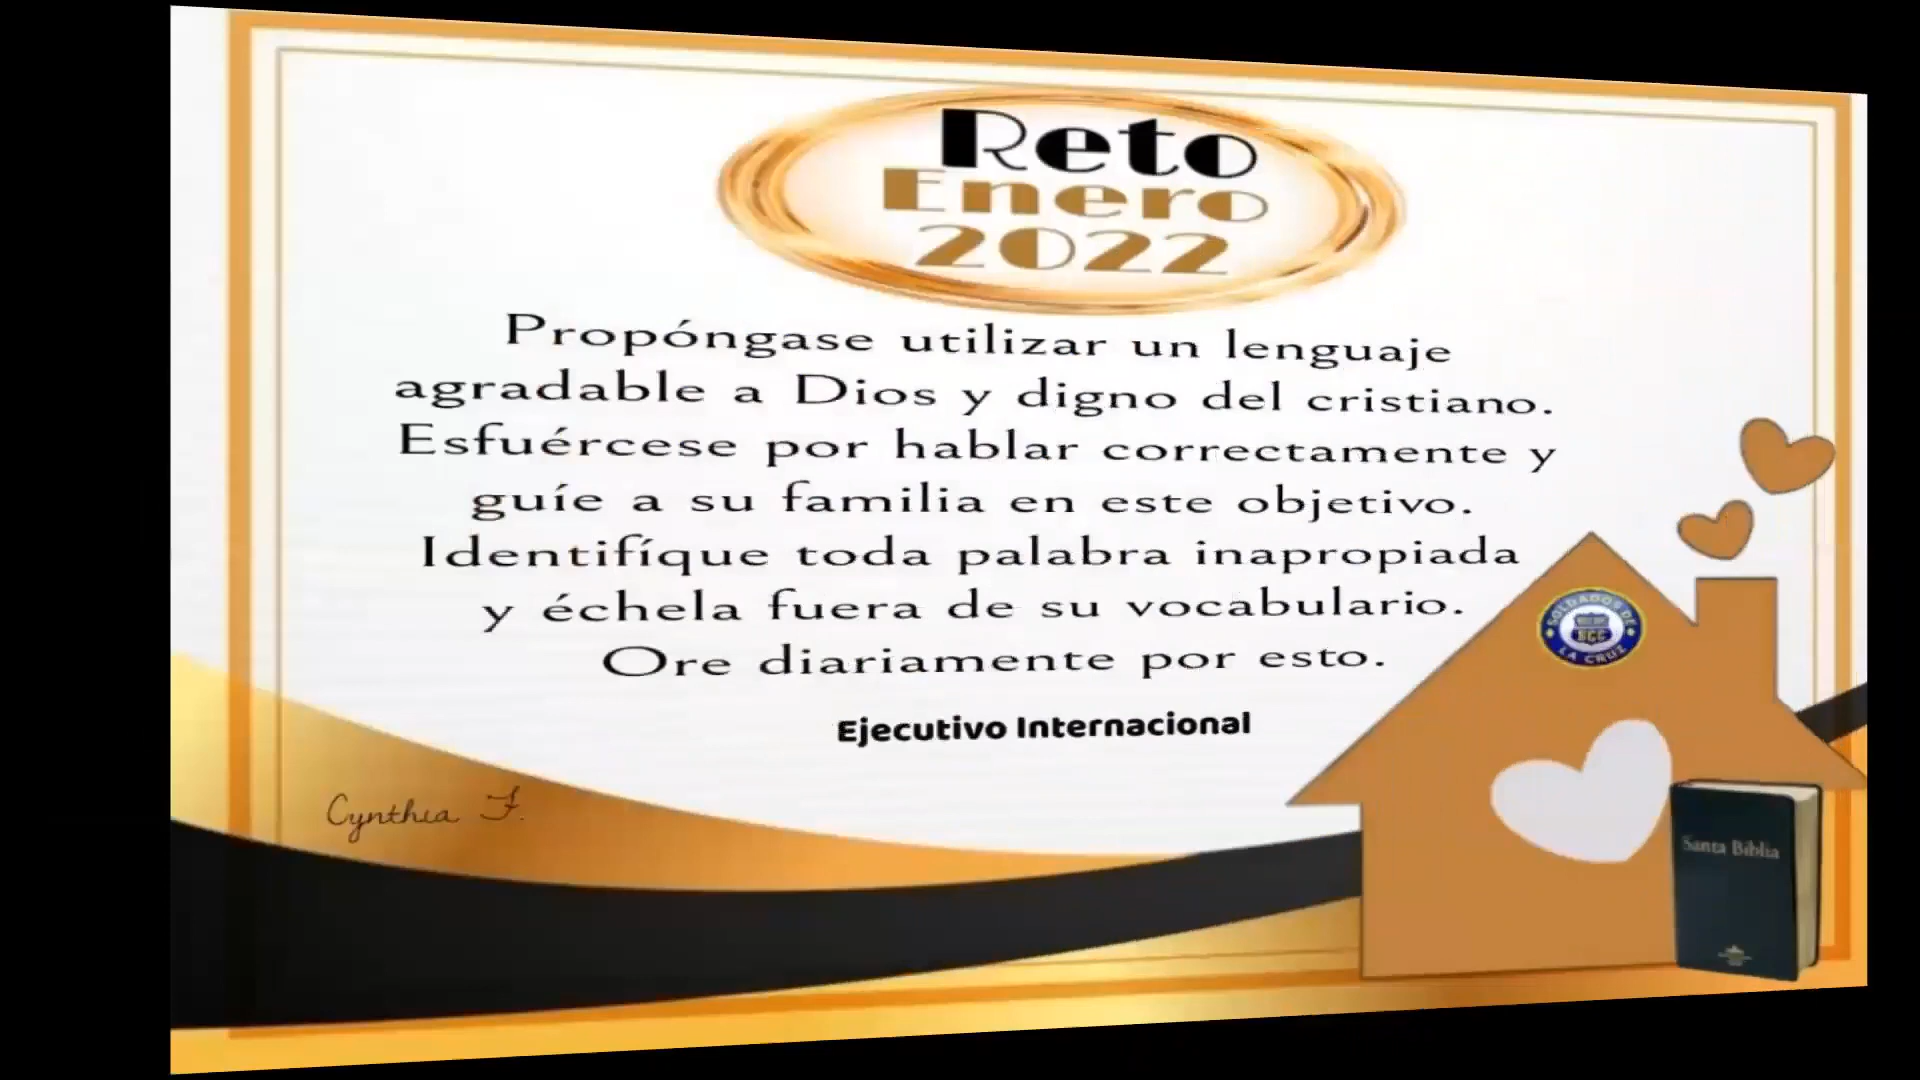 Reto
Enero
2022
Propóngase utilizar un lenguaje
agradable a Dios y digno del cristiano.
Esfuércese por hablar correctamente y
guíe a su familia en este objetivo.
Identifíque toda palabra inapropiada
y échela fuera de su vocabulario.
Ore diariamente por esto.
Ejecutivo Internacional
SOLDADOS DE
LA CRUZ
Cynthia F.
Santa Biblia